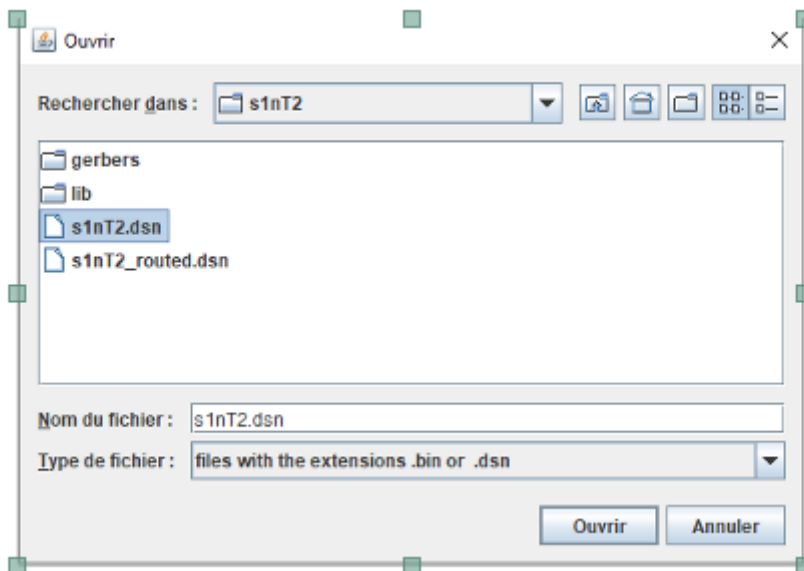 Ouvrir
Rechercher dans : s1nT2
gerbers
lib
s1nT2.dsn
s1nT2_routed.dsn
Nom du fichier : s1nT2.dsn
Type de fichier : files with the extensions .bin or .dsn
Ouvrir Annuler